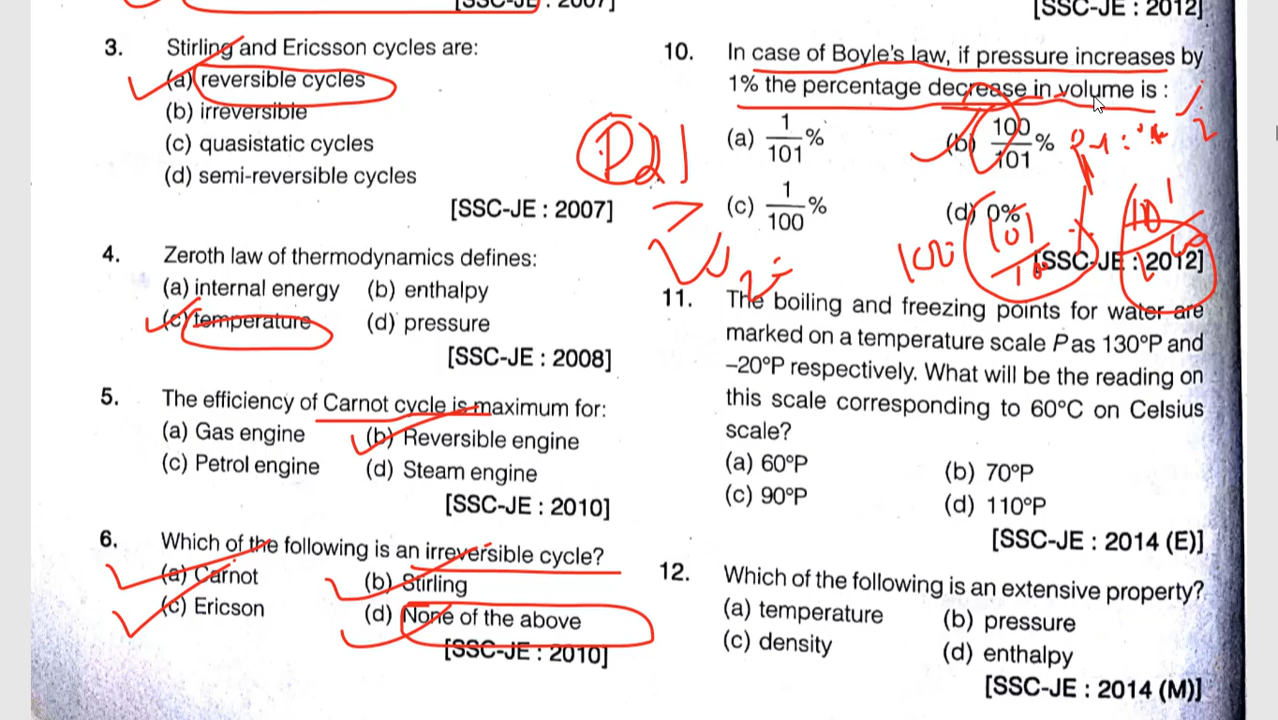 [SSC-JE : 2007]
3. Stirling and Ericsson cycles are:
(a) reversible cycles
(b) irreversible
(c) quasistatic cycles
(d) semi-reversible cycles
[SSC-JE : 2007]
4. Zeroth law of thermodynamics defines:
(a) internal energy (b) enthalpy
(c) temperature (d) pressure
[SSC-JE : 2008]
5. The efficiency of Carnot cycle is maximum for:
(a) Gas engine (b) Reversible engine
(c) Petrol engine (d) Steam engine
[SSC-JE : 2010]
6. Which of the following is an irreversible cycle?
(a) Carnot (b) Stirling
(c) Ericson (d) None of the above
[SSC-JE : 2010]
[SSC-JE : 2012]
10. In case of Boyle's law, if pressure increases by
1% the percentage decrease in volume is :
(a) 1/101 % (b) 100/101 %
(c) 1/100 % (d) 0%
[SSC-JE : 2012]
11. The boiling and freezing points for water are
marked on a temperature scale P as 130°P and
–20°P respectively. What will be the reading on
this scale corresponding to 60°C on Celsius
scale?
(a) 60°P (b) 70°P
(c) 90°P (d) 110°P
[SSC-JE : 2014 (E)]
12. Which of the following is an extensive property?
(a) temperature (b) pressure
(c) density (d) enthalpy
[SSC-JE : 2014 (M)]